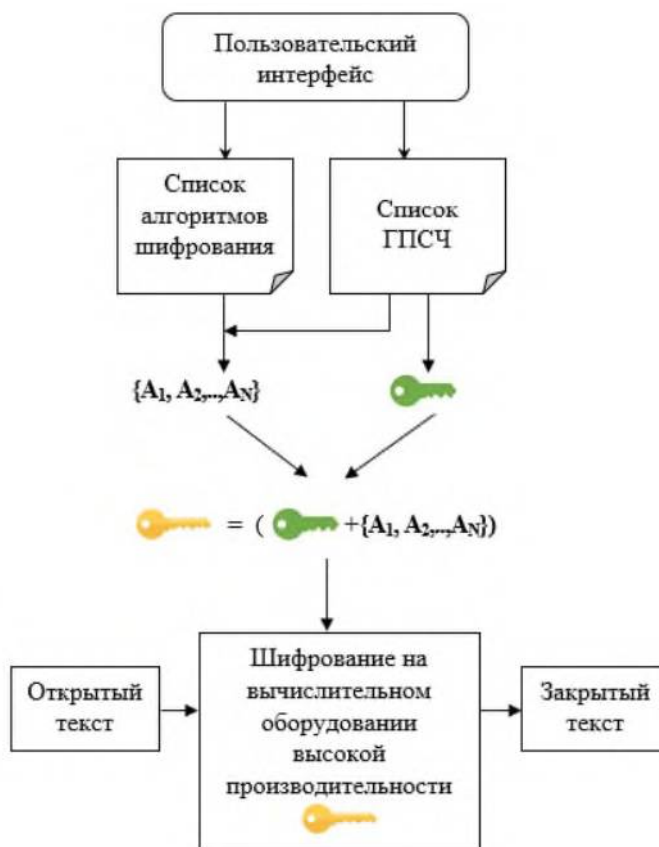 Пользовательский
интерфейс
Список
алгоритмов
шифрования
Список
ГПСЧ
{A1, A2,..,AN}
= ( +{A1, A2,..,AN})
Открытый
текст
Шифрование на
вычислительном
оборудовании
высокой
производительности
Закрытый
текст